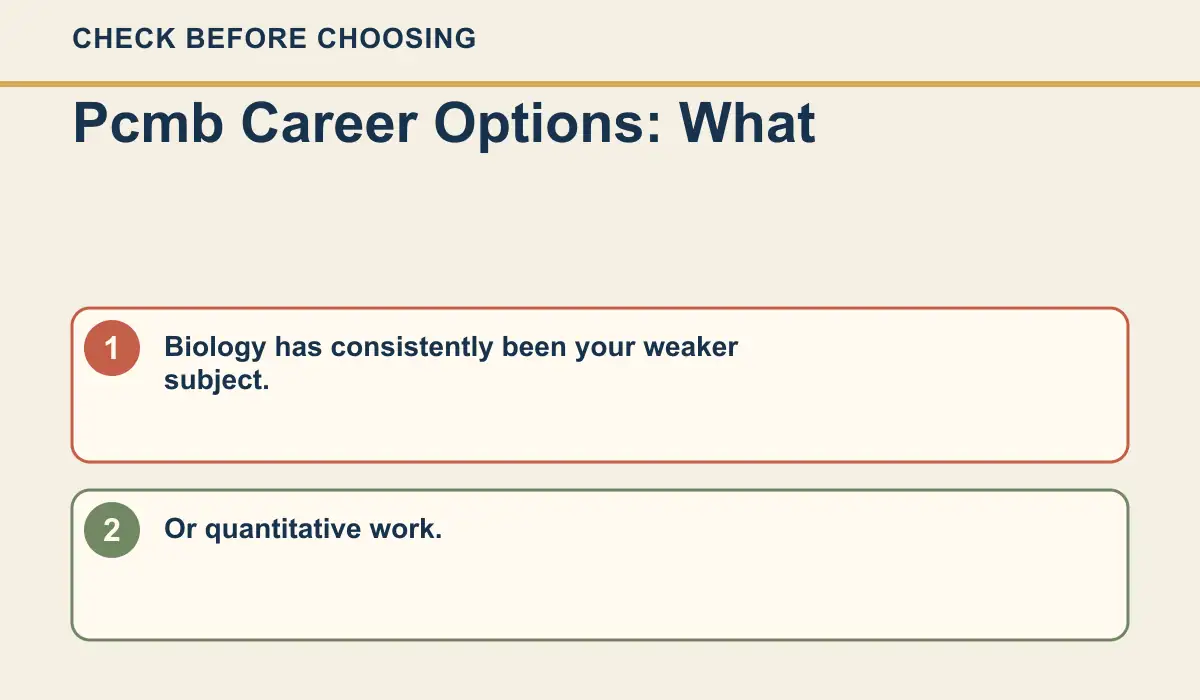 CHECK BEFORE CHOOSING
Pcmb Career Options: What
1
Biology has consistently been your weaker
subject.
2
Or quantitative work.